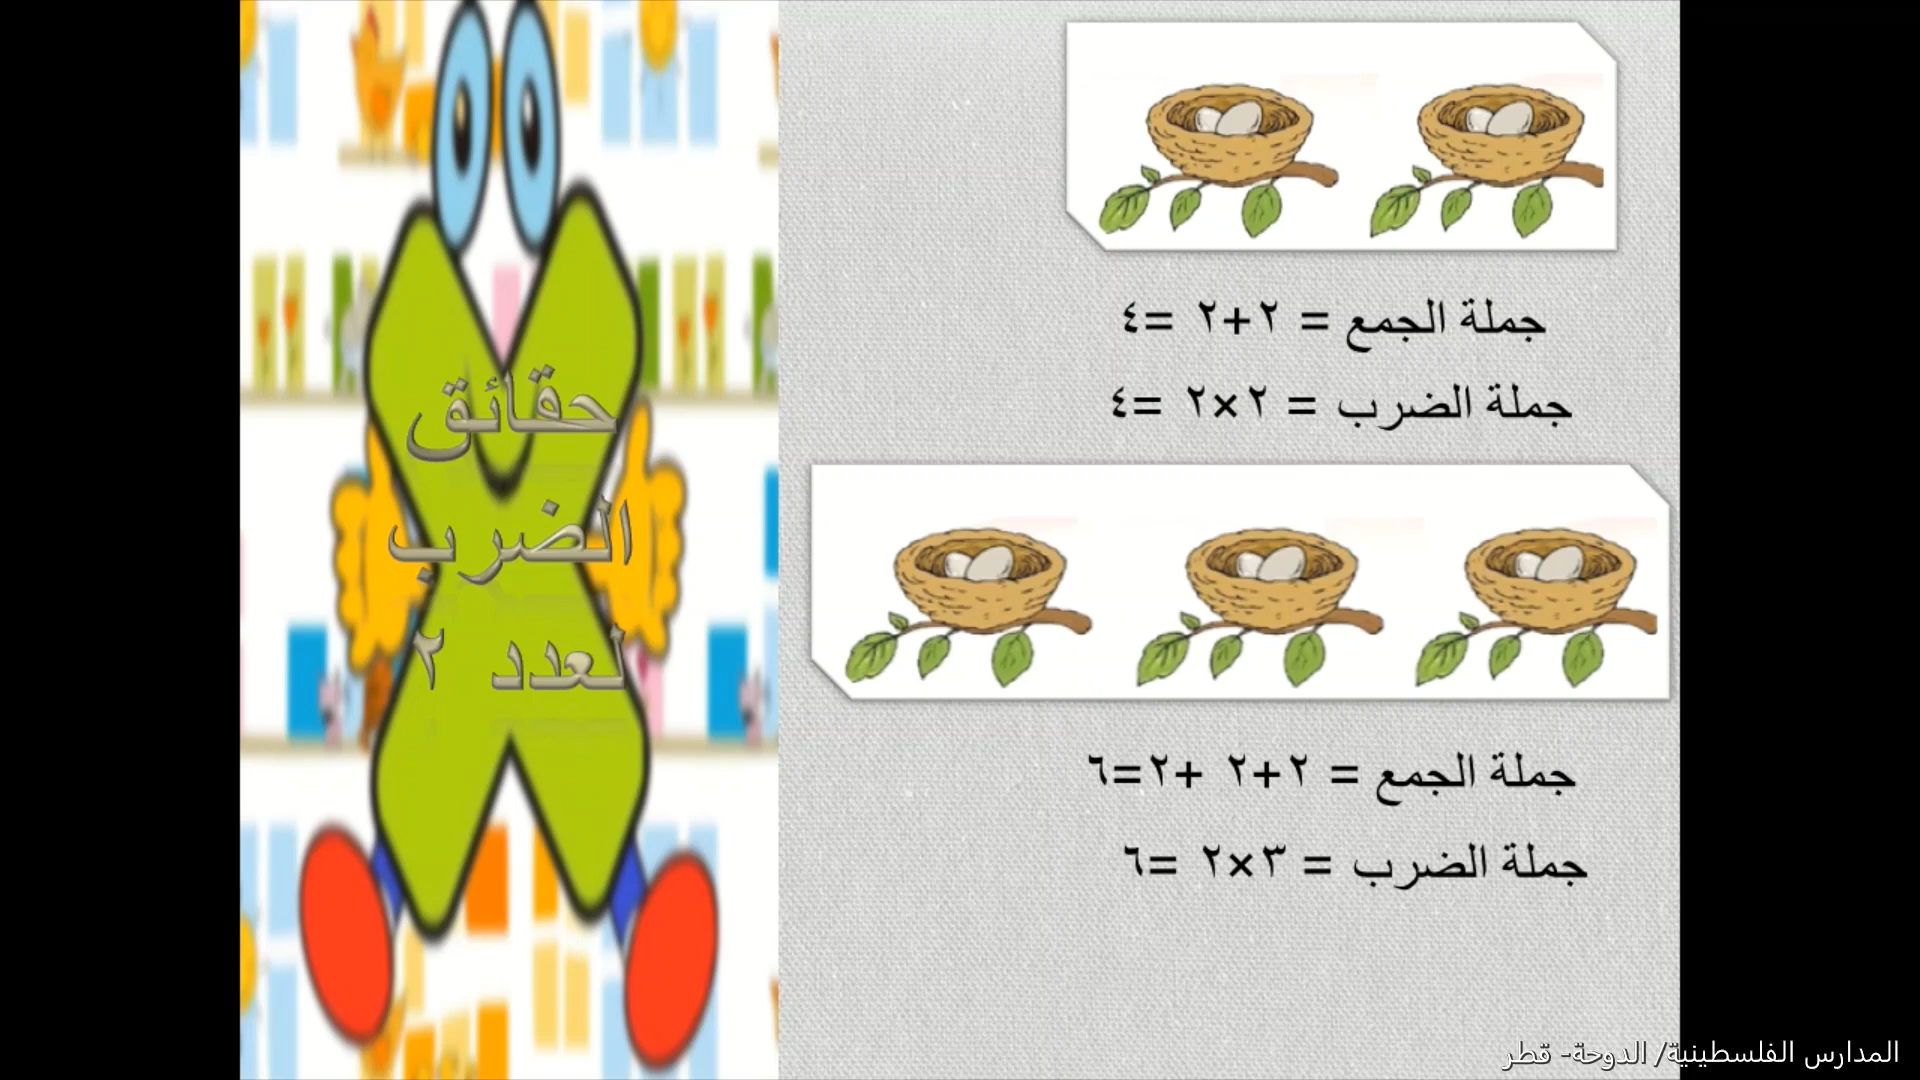 حقائق
الضرب
لعدد ٢
جملة الجمع = ٢+٢ =٤
جملة الضرب = ٢×٢ =٤
جملة الجمع = ٢+٢ +٢=٦
جملة الضرب = ٣×٢ =٦
المدارس الفلسطينية/ الدوحة- قطر